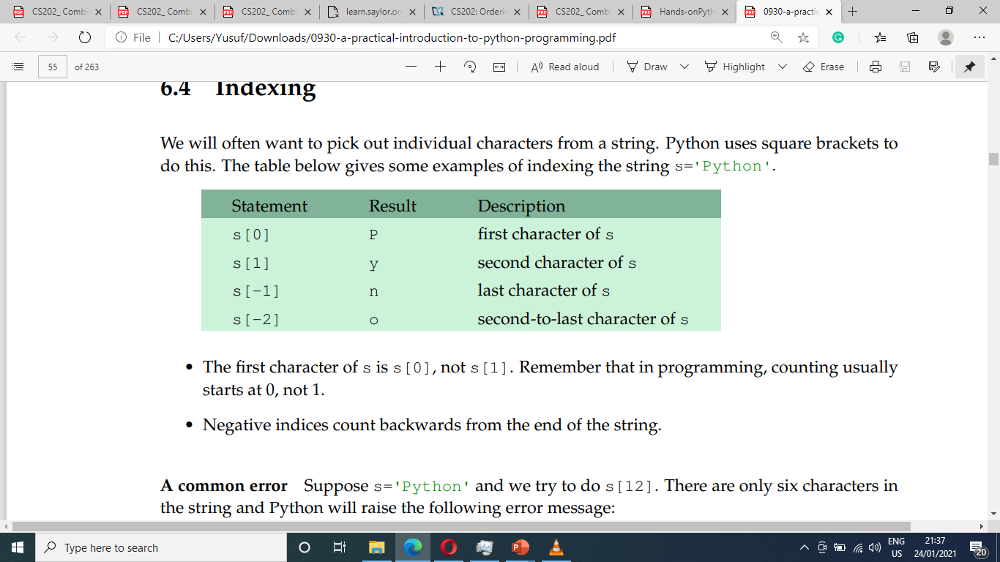 CS202_ Combi
CS202_ Combi
CS202_ Combi
learn.saylor.or
CS202: Orderi
CS202_ Combi
Hands-onPyth
0930-a-practic
File | C:/Users/Yusuf/Downloads/0930-a-practical-introduction-to-python-programming.pdf
55 of 263
Read aloud
Draw
Highlight
Erase
6.4 Indexing
We will often want to pick out individual characters from a string. Python uses square brackets to
do this. The table below gives some examples of indexing the string s='Python'.
Statement Result Description
s[0] P first character of s
s[1] y second character of s
s[-1] n last character of s
s[-2] o second-to-last character of s
• The first character of s is s[0], not s[1]. Remember that in programming, counting usually
starts at 0, not 1.
• Negative indices count backwards from the end of the string.
A common error Suppose s='Python' and we try to do s[12]. There are only six characters in
the string and Python will raise the following error message:
Type here to search
ENG
US
21:37
24/01/2021
20